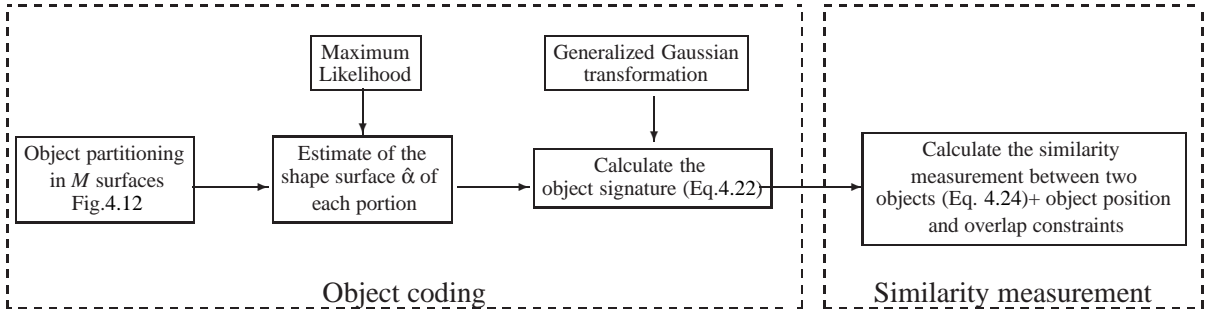 Maximum
Likelihood
Generalized Gaussian
transformation
Object partitioning
in M surfaces
Fig.4.12
Estimate of the
shape surface α̂ of
each portion
Calculate the
object signature (Eq.4.22)
Calculate the similarity
measurement between two
objects (Eq. 4.24)+ object position
and overlap constraints
Object coding
Similarity measurement